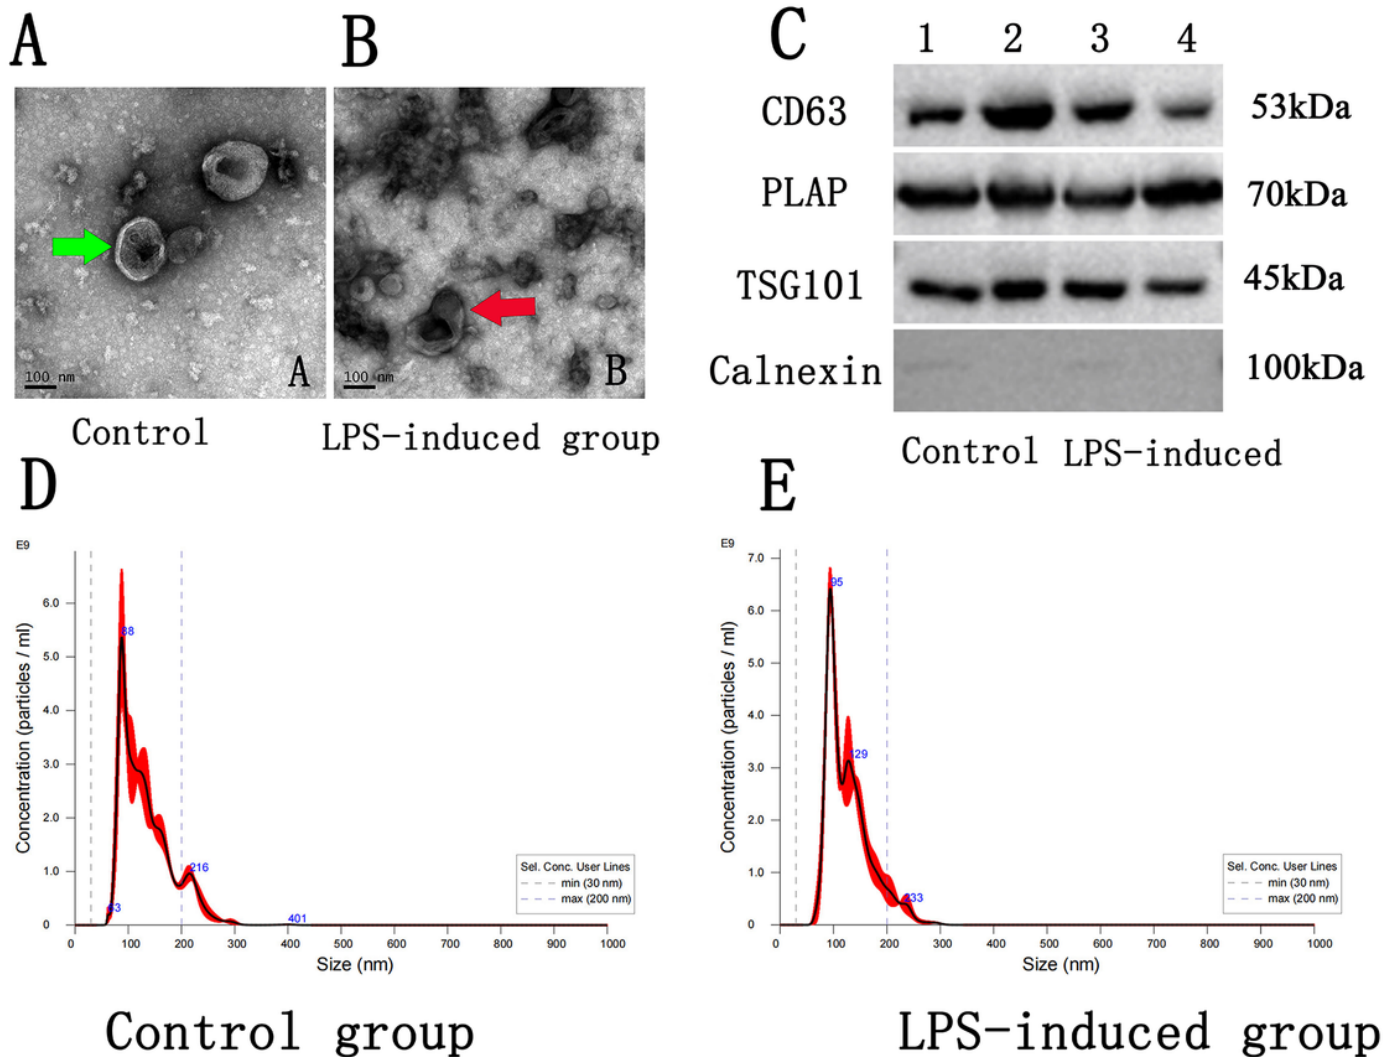 A
B
C
1 2 3 4
CD63 53kDa
PLAP 70kDa
TSG101 45kDa
Calnexin 100kDa
Control LPS-induced
100 nm A
100 nm B
Control
LPS-induced group
D
E9
Concentration (particles / ml)
6.0
5.0
4.0
3.0
2.0
1.0
0
88
216
401
Sel. Conc. User Lines
min (30 nm)
max (200 nm)
0 100 200 300 400 500 600 700 800 900 1000
Size (nm)
Control group
E
E9
Concentration (particles / ml)
7.0
6.0
5.0
4.0
3.0
2.0
1.0
0
95
129
233
Sel. Conc. User Lines
min (30 nm)
max (200 nm)
0 100 200 300 400 500 600 700 800 900 1000
Size (nm)
LPS-induced group